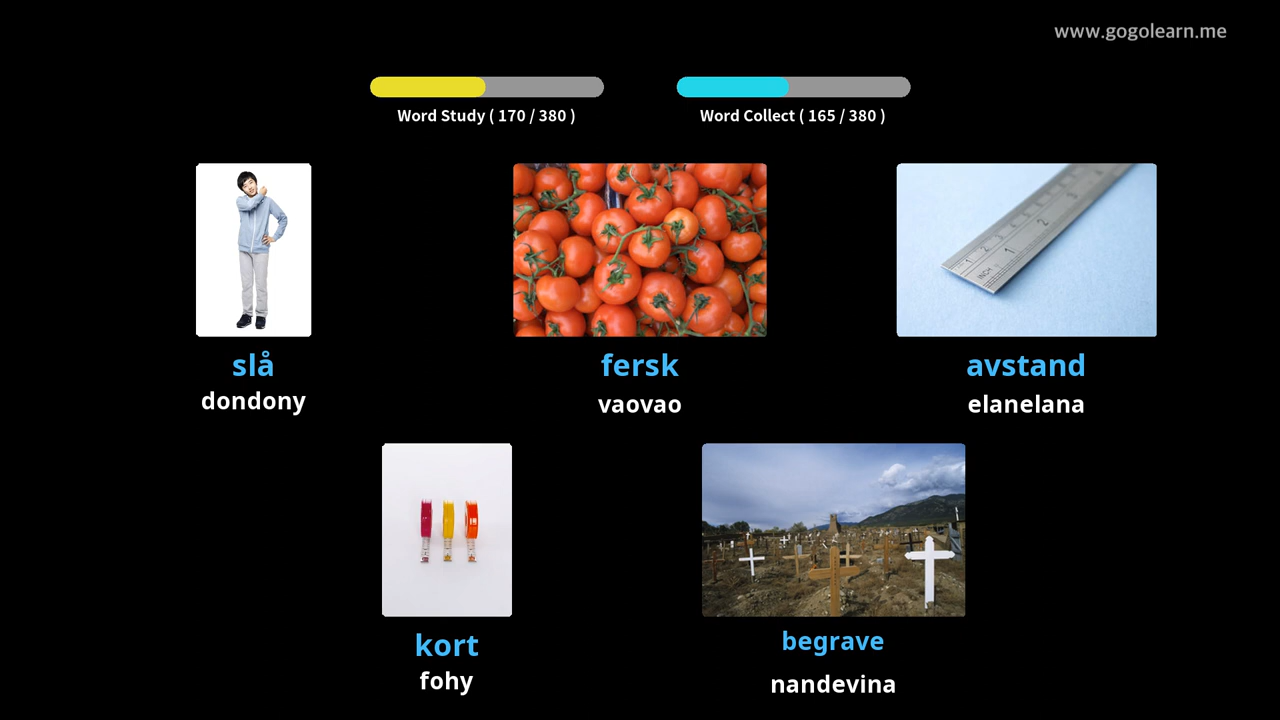 www.gogolearn.me
Word Study ( 170 / 380 )
Word Collect ( 165 / 380 )
slå
dondony
fersk
vaovao
avstand
elanelana
kort
fohy
begrave
nandevina